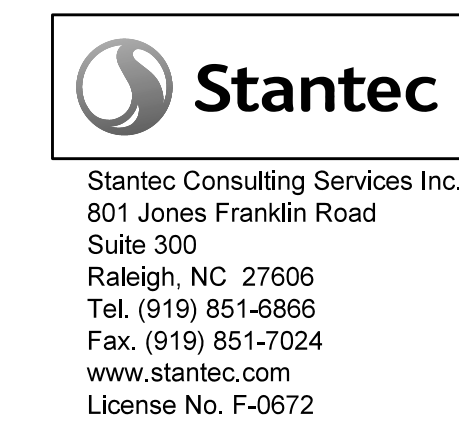 Stantec
Stantec Consulting Services Inc.
801 Jones Franklin Road
Suite 300
Raleigh, NC  27606
Tel. (919) 851-6866
Fax. (919) 851-7024
www.stantec.com
License No. F-0672